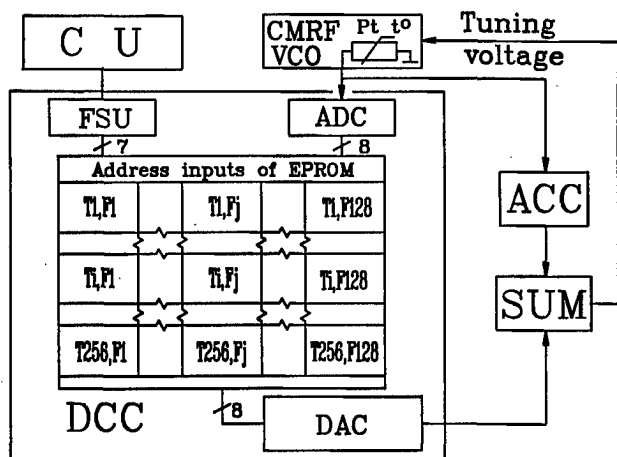 C U
CMRF Pt t°
VCO
Tuning
voltage
FSU
ADC
7
8
Address inputs of EPROM
T1,F1 T1,Fj T1,F128
Ti,F1 Ti,Fj Ti,F128
T256,F1 T256,Fj T256,F128
ACC
SUM
DCC
8
DAC